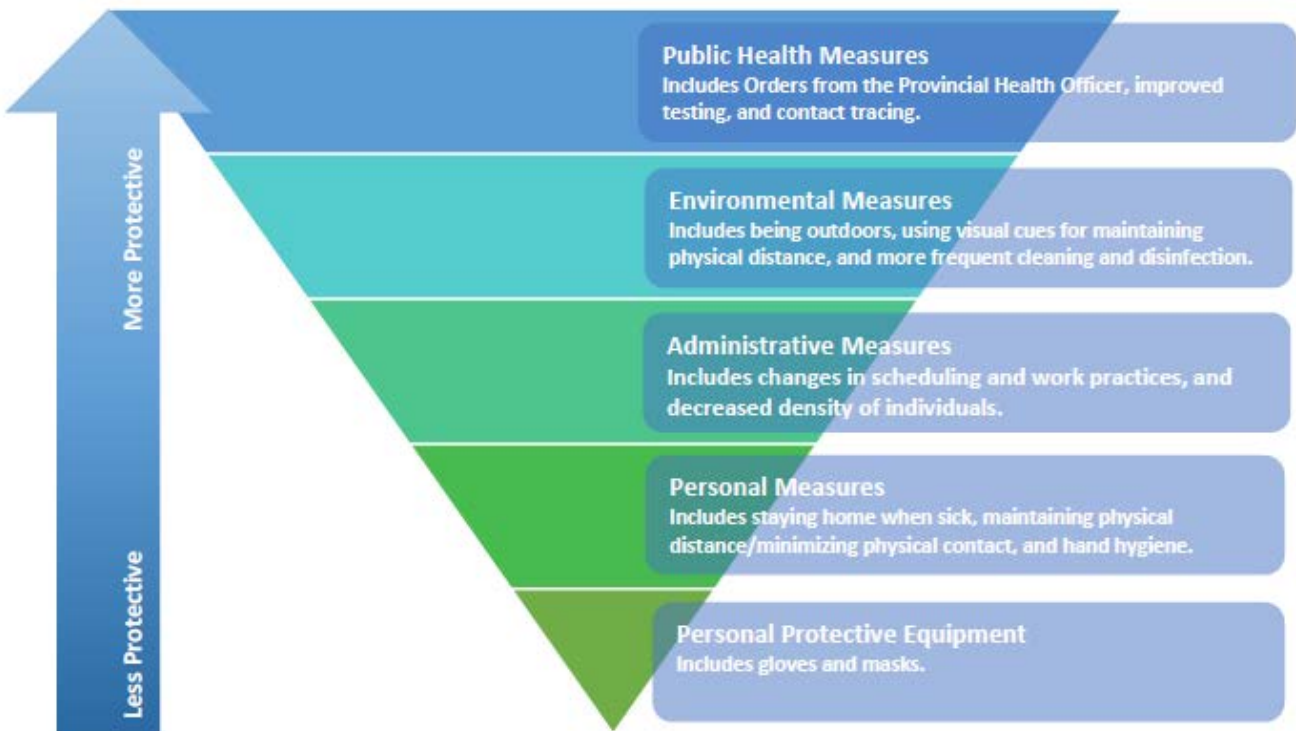 More Protective
Less Protective
Public Health Measures
Includes Orders from the Provincial Health Officer, improved
testing, and contact tracing.
Environmental Measures
Includes being outdoors, using visual cues for maintaining
physical distance, and more frequent cleaning and disinfection.
Administrative Measures
Includes changes in scheduling and work practices, and
decreased density of individuals.
Personal Measures
Includes staying home when sick, maintaining physical
distance/minimizing physical contact, and hand hygiene.
Personal Protective Equipment
Includes gloves and masks.